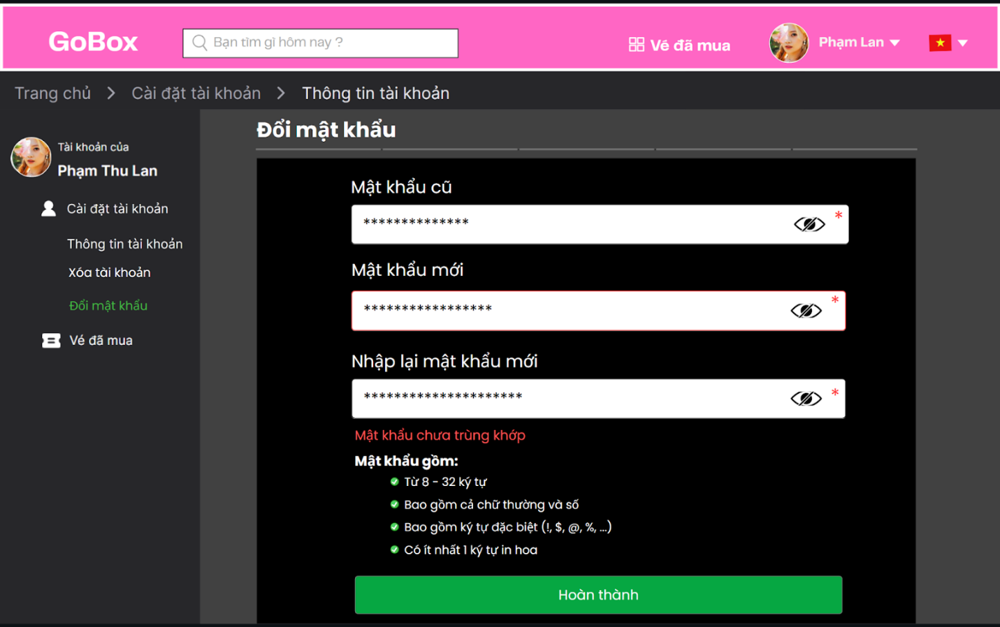 GoBox
Bạn tìm gì hôm nay ?
Vé đã mua
Phạm Lan
Trang chủ > Cài đặt tài khoản > Thông tin tài khoản
Tài khoản của
Phạm Thu Lan
Cài đặt tài khoản
Thông tin tài khoản
Xóa tài khoản
Đổi mật khẩu
Vé đã mua
Đổi mật khẩu
Mật khẩu cũ
************** *
Mật khẩu mới
***************** *
Nhập lại mật khẩu mới
********************* *
Mật khẩu chưa trùng khớp
Mật khẩu gồm:
Từ 8 - 32 ký tự
Bao gồm cả chữ thường và số
Bao gồm ký tự đặc biệt (!, $, @, %, ...)
Có ít nhất 1 ký tự in hoa
Hoàn thành